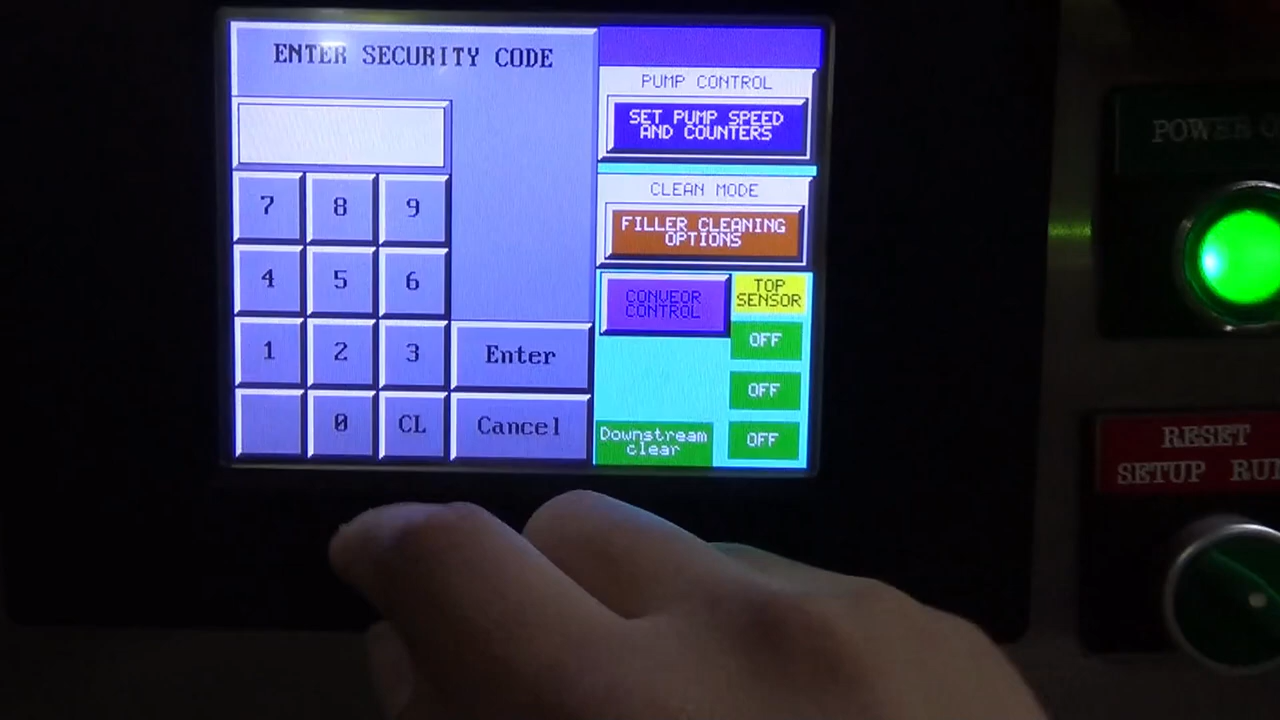 ENTER SECURITY CODE
7 8 9
4 5 6
1 2 3 Enter
0 CL Cancel
PUMP CONTROL
SET PUMP SPEED
AND COUNTERS
CLEAN MODE
FILLER CLEANING
OPTIONS
CONVEOR
CONTROL
TOP
SENSOR
OFF
OFF
OFF
Downstream
clear
POWER
RESET
SETUP RU